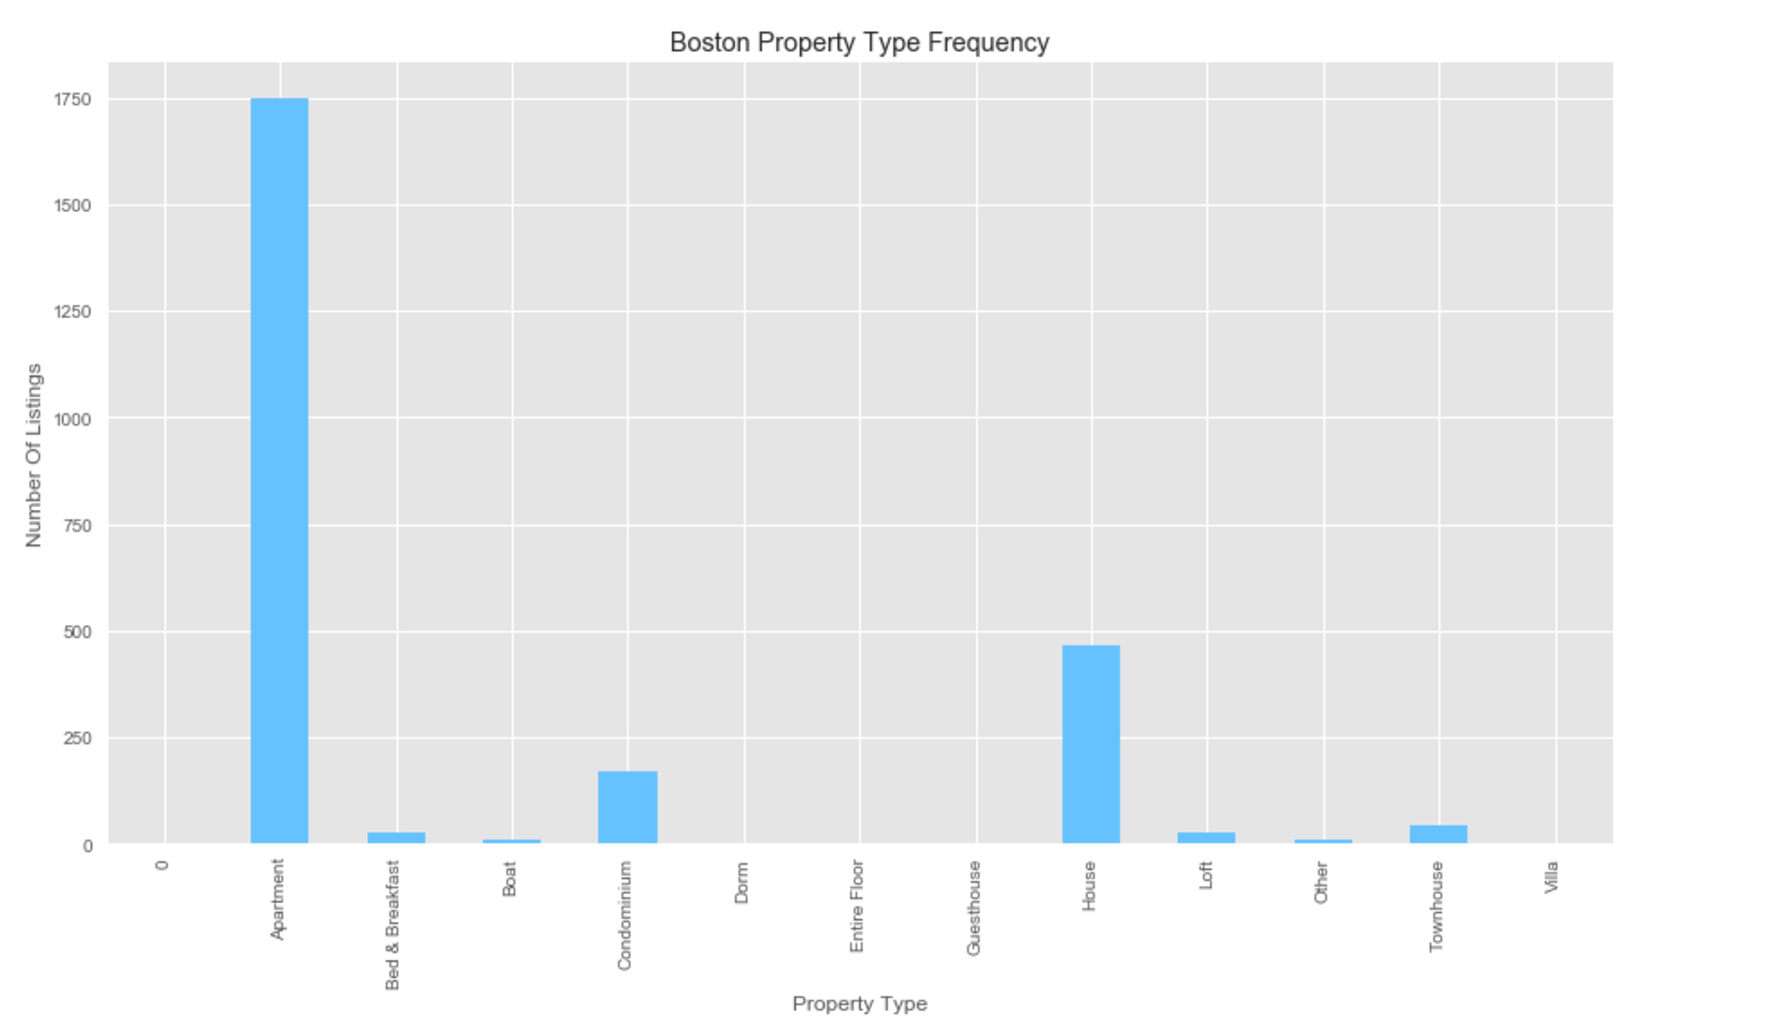 Boston Property Type Frequency
1750
1500
1250
1000
750
500
250
0
Number Of Listings
0
Apartment
Bed & Breakfast
Boat
Condominium
Dorm
Entire Floor
Guesthouse
House
Loft
Other
Townhouse
Villa
Property Type